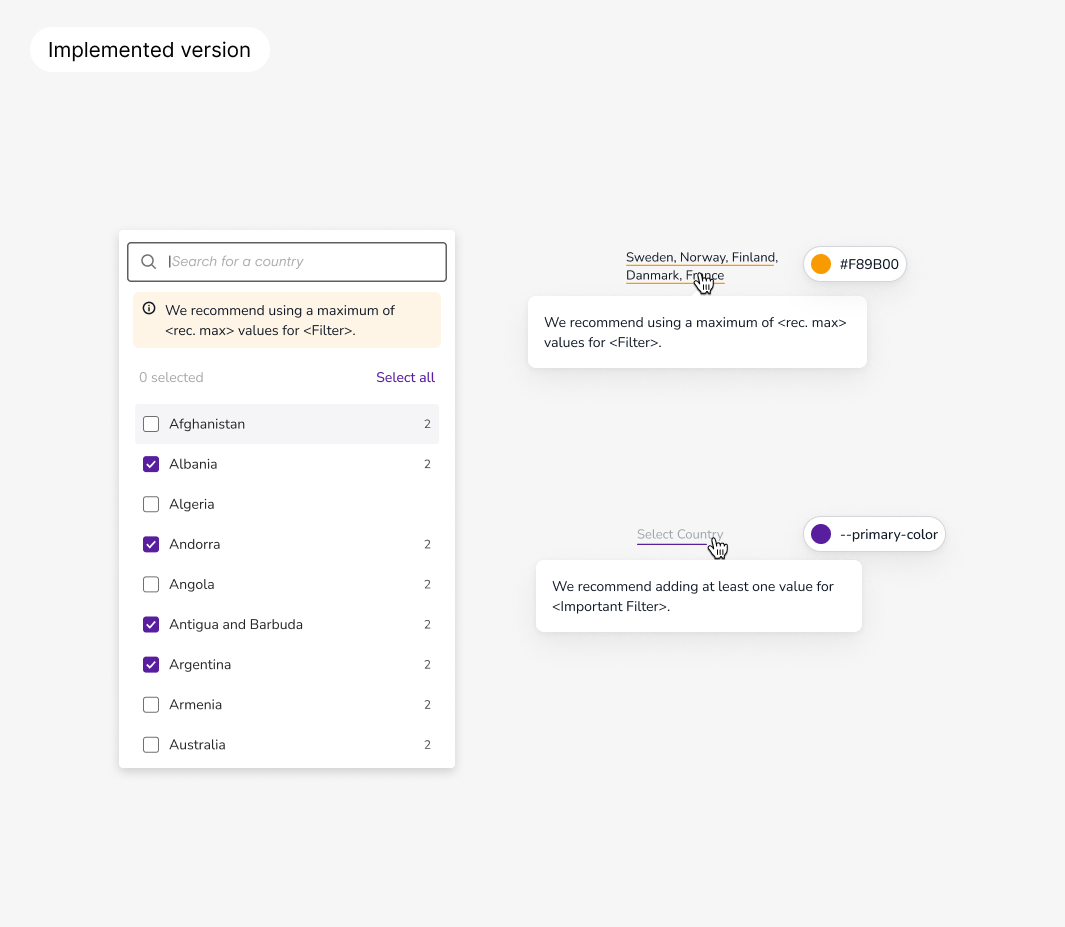 Implemented version
Search for a country
We recommend using a maximum of
<rec. max> values for <Filter>.
0 selected Select all
Afghanistan 2
Albania 2
Algeria
Andorra 2
Angola 2
Antigua and Barbuda 2
Argentina 2
Armenia 2
Australia 2
Sweden, Norway, Finland,
Danmark, France
#F89B00
We recommend using a maximum of <rec. max>
values for <Filter>.
Select Country
--primary-color
We recommend adding at least one value for
<Important Filter>.